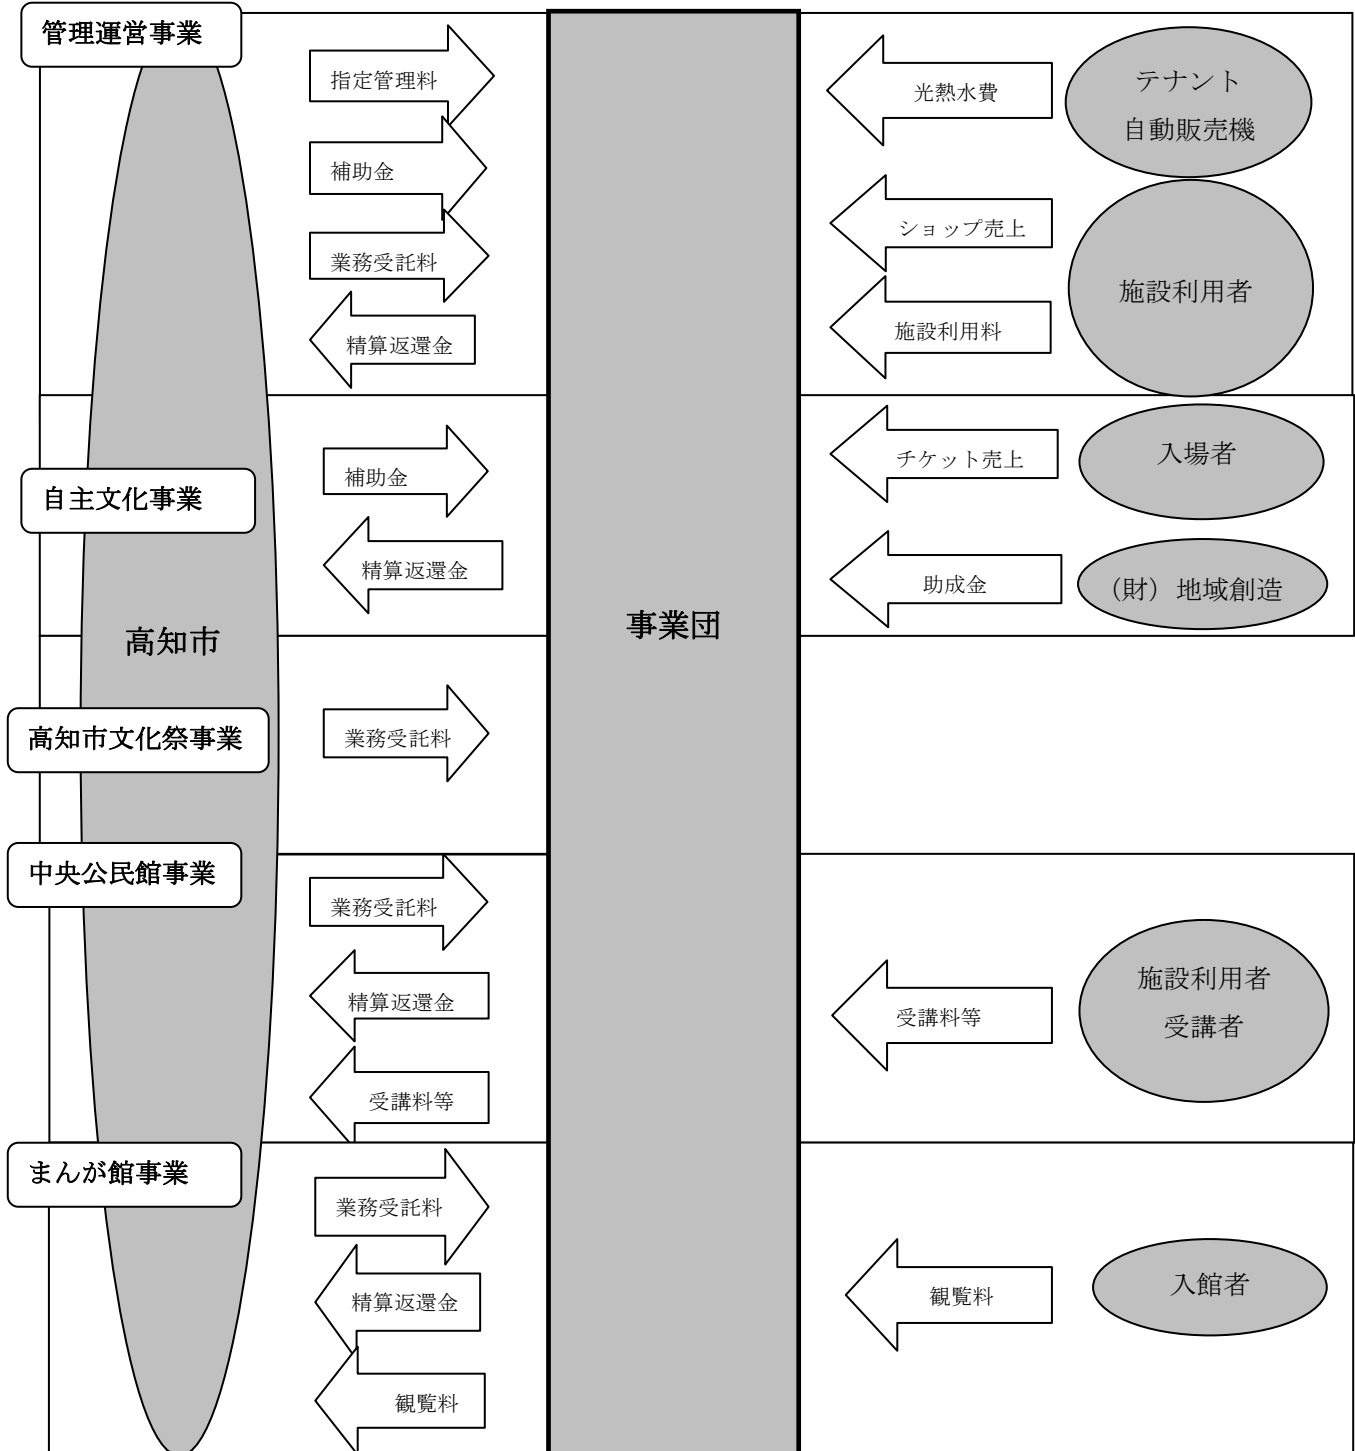 管理運営事業
指定管理料
光熱水費
テナント
自動販売機
補助金
ショップ売上
業務受託料
施設利用者
精算返還金
施設利用料
自主文化事業
補助金
チケット売上
入場者
精算返還金
助成金
(財)地域創造
高知市
事業団
高知市文化祭事業
業務受託料
中央公民館事業
業務受託料
精算返還金
受講料等
施設利用者
受講者
受講料等
まんが館事業
業務受託料
精算返還金
観覧料
入館者
観覧料